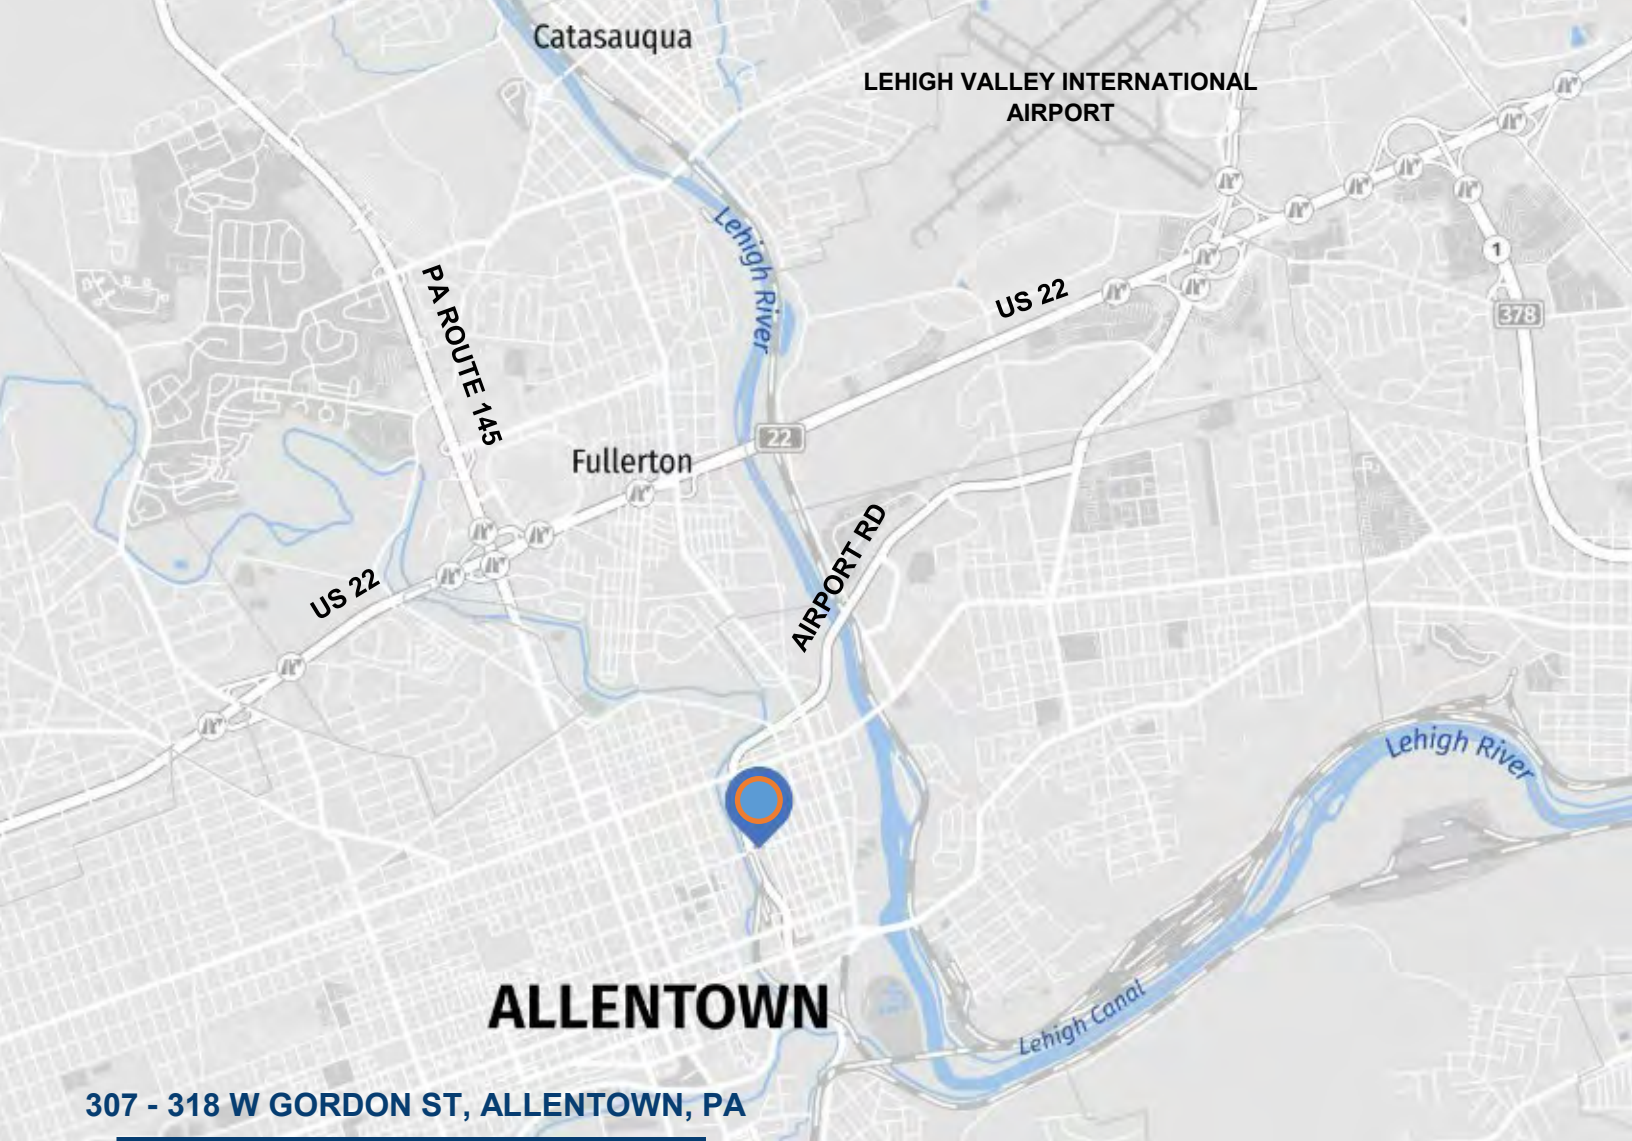 Catasauqua
LEHIGH VALLEY INTERNATIONAL
AIRPORT
Lehigh River
PA ROUTE 145
US 22
1
378
22
Fullerton
AIRPORT RD
US 22
Lehigh River
ALLENTOWN
Lehigh Canal
307 - 318 W GORDON ST, ALLENTOWN, PA